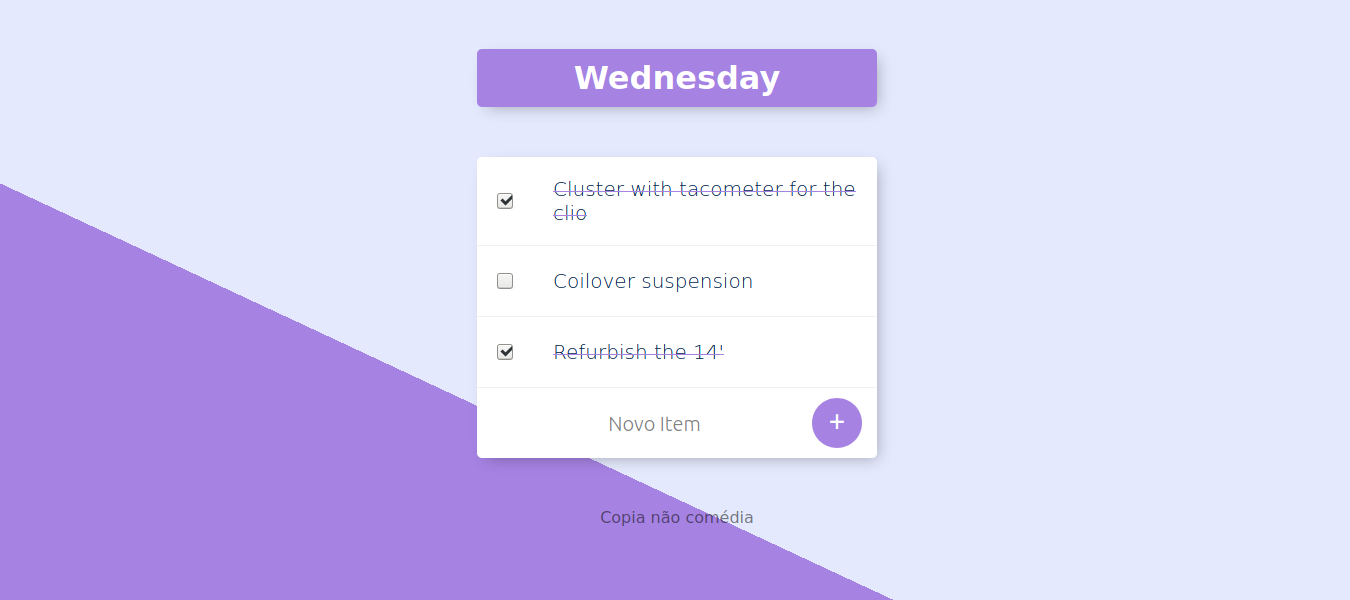 Wednesday
Cluster with tacometer for the
clio
Coilover suspension
Refurbish the 14'
Novo Item
+
Copia não comédia